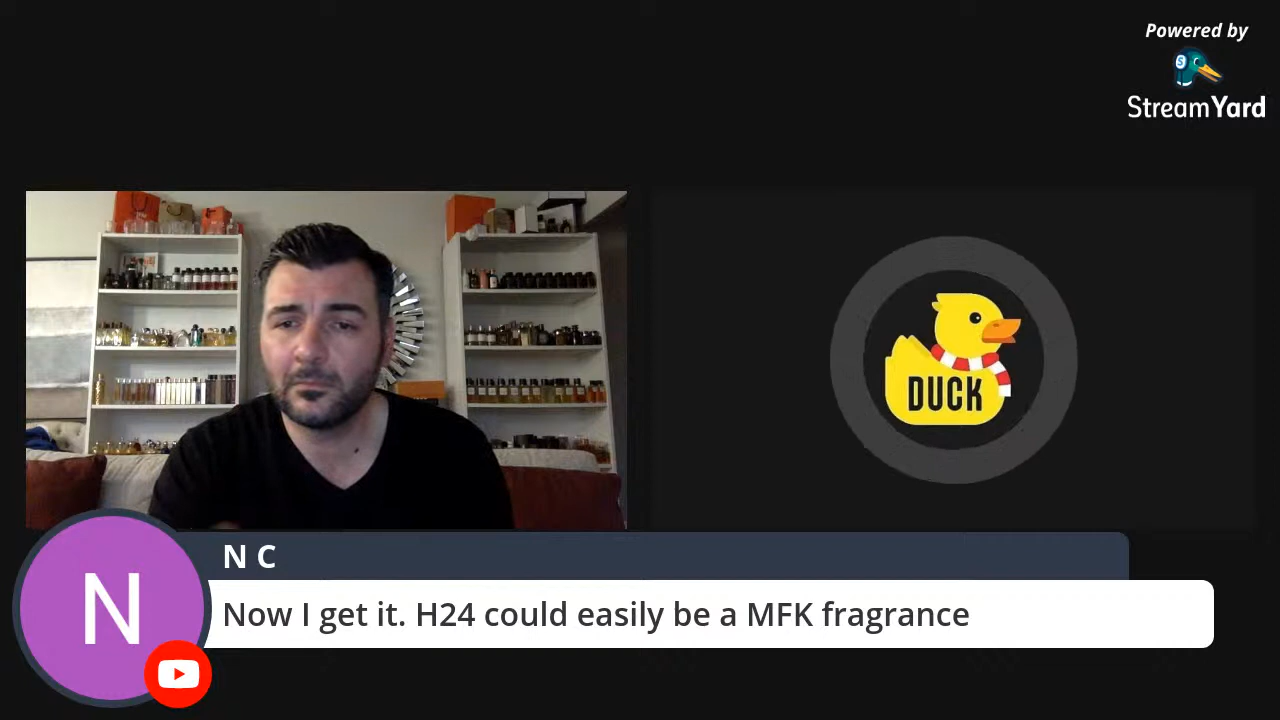 Powered by
StreamYard
DUCK
N C
N
Now I get it. H24 could easily be a MFK fragrance